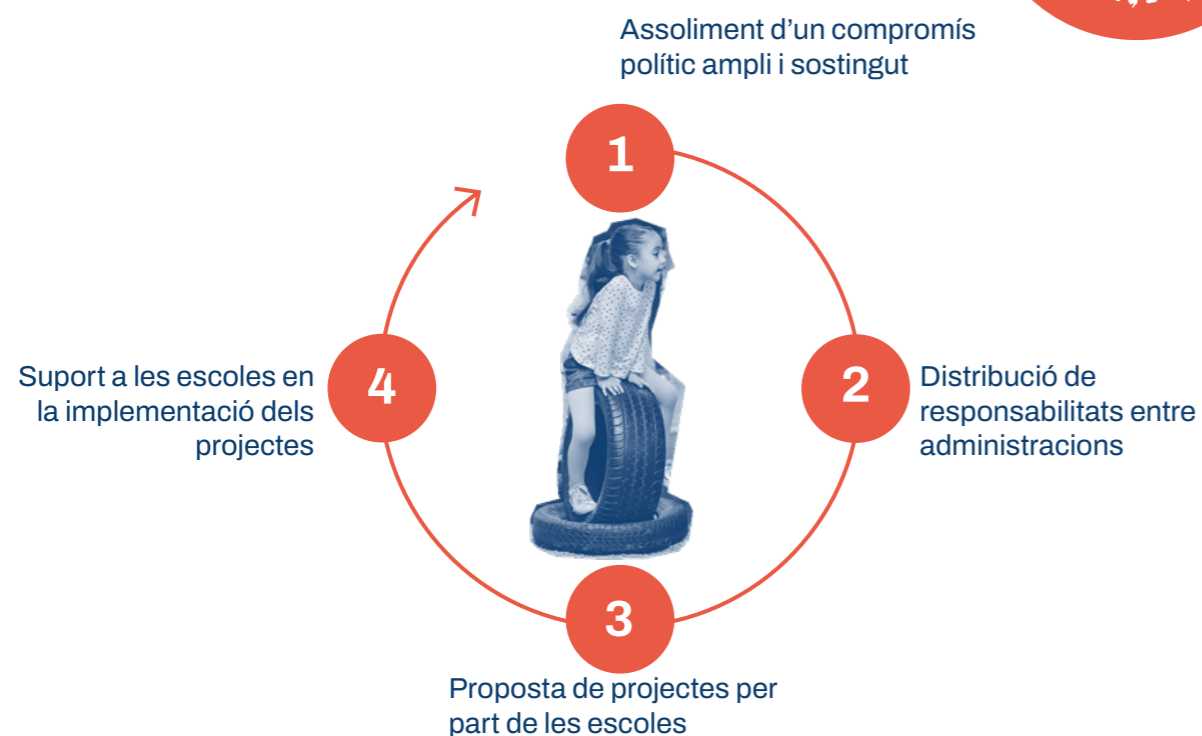 Assoliment d’un compromís
polític ampli i sostingut
1
2
Distribució de
responsabilitats entre
administracions
3
Proposta de projectes per
part de les escoles
4
Suport a les escoles en
la implementació dels
projectes